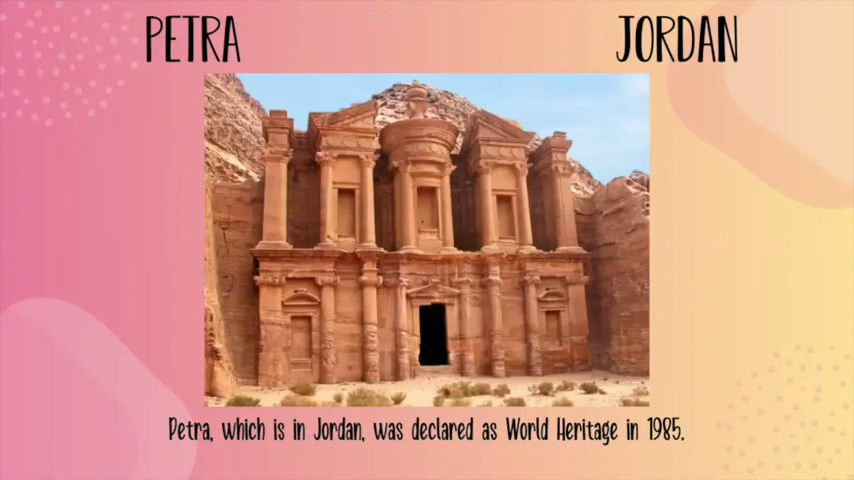 PETRA
JORDAN
Petra, which is in Jordan, was declared as World Heritage in 1985.